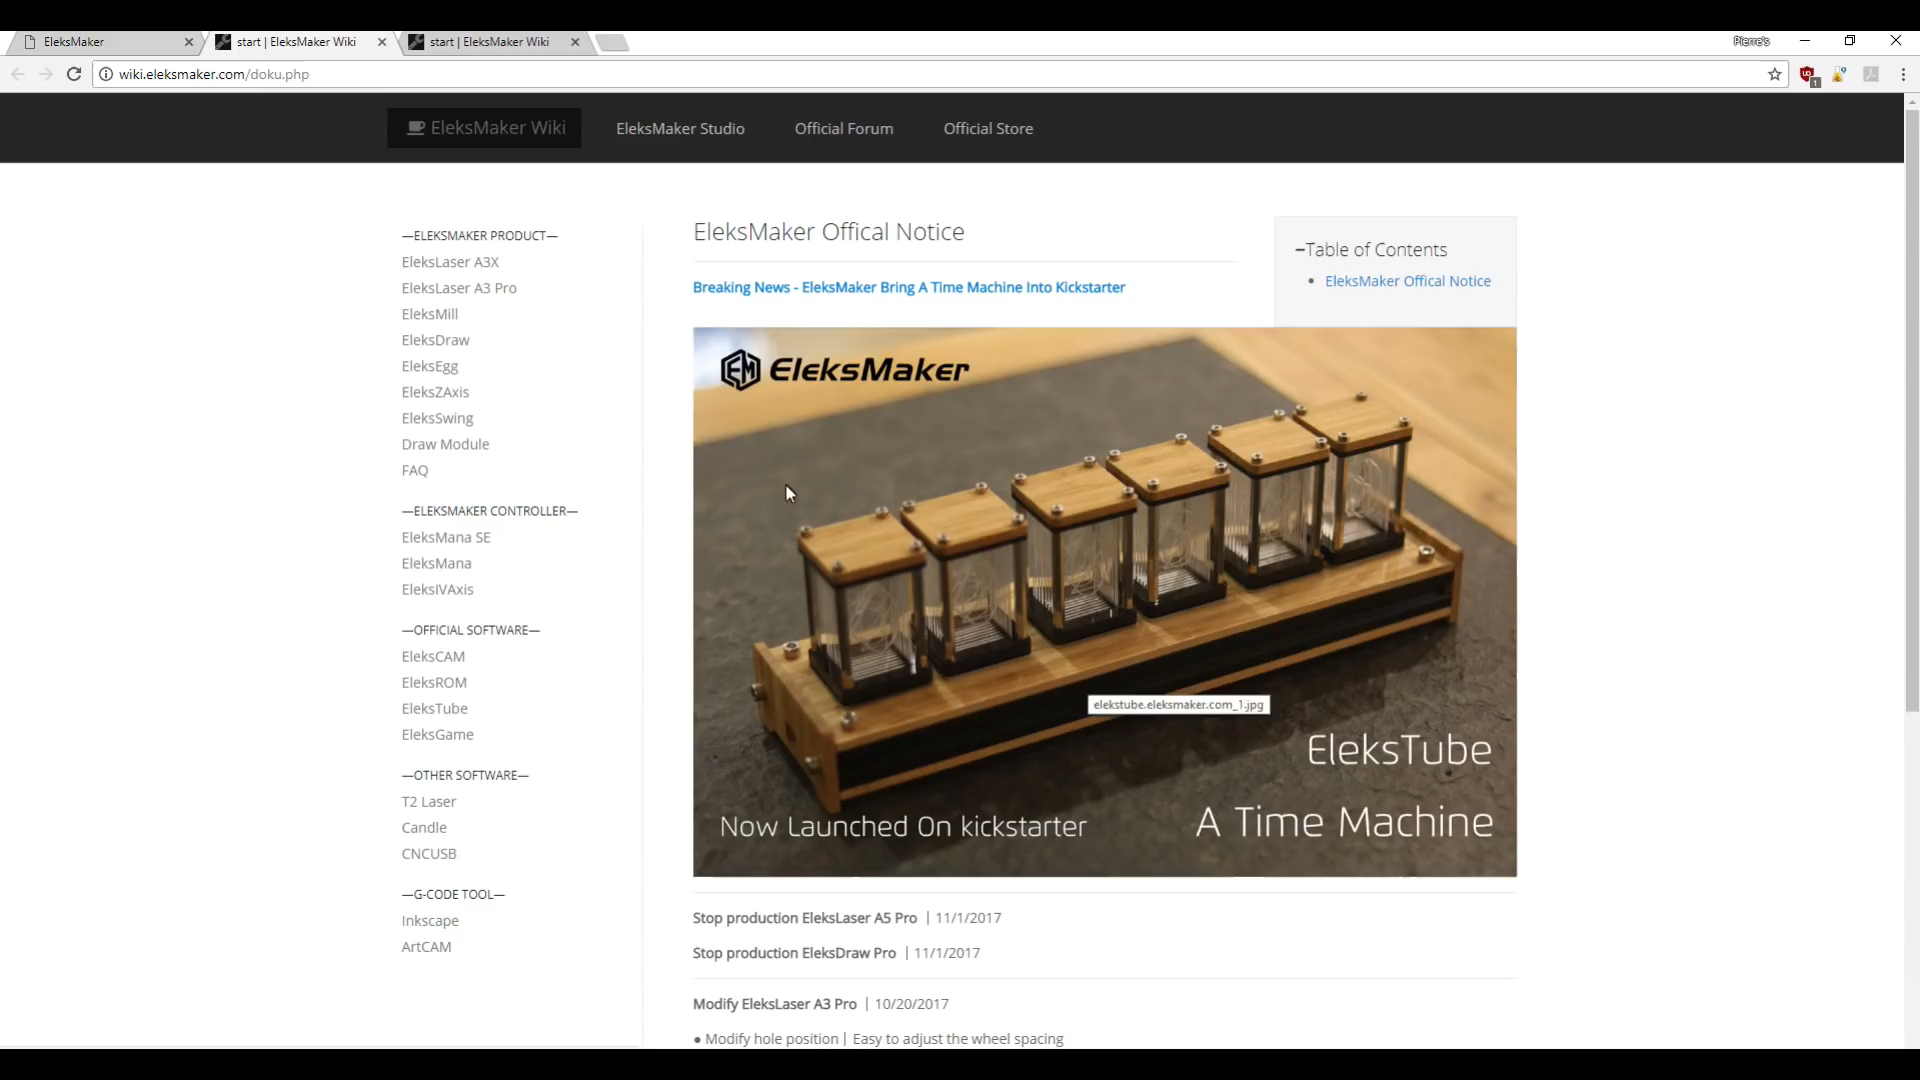 EleksMaker
start | EleksMaker Wiki
start | EleksMaker Wiki
Pierre's
wiki.eleksmaker.com/doku.php
EleksMaker Wiki
EleksMaker Studio
Official Forum
Official Store
—ELEKSMAKER PRODUCT—
EleksLaser A3X
EleksLaser A3 Pro
EleksMill
EleksDraw
EleksEgg
EleksZAxis
EleksSwing
Draw Module
FAQ
—ELEKSMAKER CONTROLLER—
EleksMana SE
EleksMana
EleksIVAxis
—OFFICIAL SOFTWARE—
EleksCAM
EleksROM
EleksTube
EleksGame
—OTHER SOFTWARE—
T2 Laser
Candle
CNCUSB
—G-CODE TOOL—
Inkscape
ArtCAM
EleksMaker Offical Notice
Breaking News - EleksMaker Bring A Time Machine Into Kickstarter
−Table of Contents
• EleksMaker Offical Notice
EM EleksMaker
elekstube.eleksmaker.com_1.jpg
EleksTube
A Time Machine
Now Launched On kickstarter
Stop production EleksLaser A5 Pro | 11/1/2017
Stop production EleksDraw Pro | 11/1/2017
Modify EleksLaser A3 Pro | 10/20/2017
● Modify hole position | Easy to adjust the wheel spacing